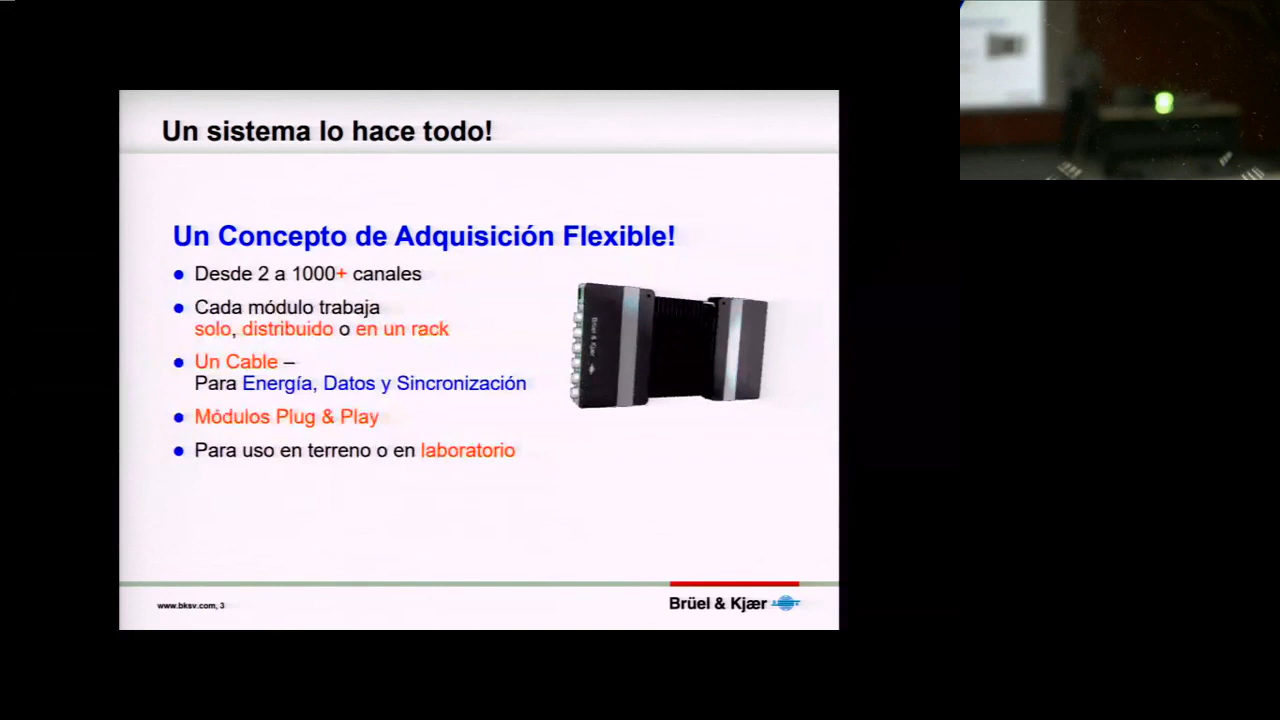 Un sistema lo hace todo!
Un Concepto de Adquisición Flexible!
Desde 2 a 1000+ canales
Cada módulo trabaja
solo, distribuido o en un rack
Un Cable –
Para Energía, Datos y Sincronización
Módulos Plug & Play
Para uso en terreno o en laboratorio
Brüel & Kjær
www.bksv.com, 3
Brüel & Kjær